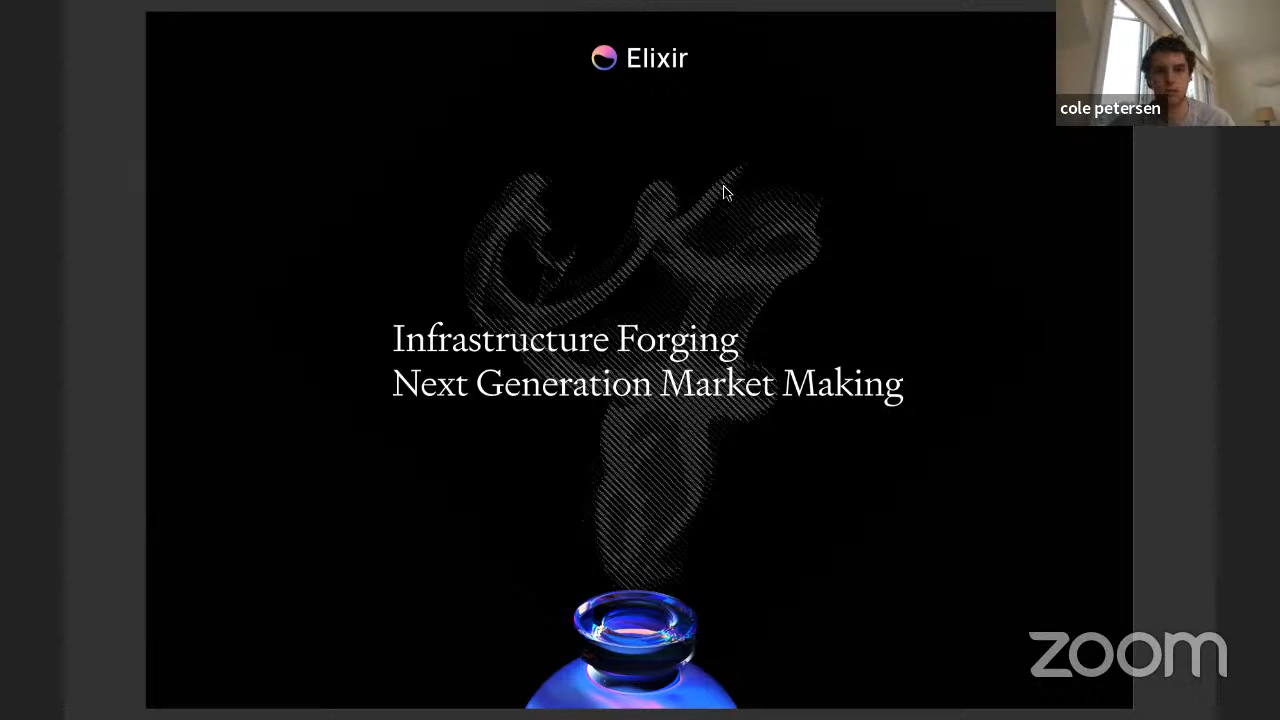 Elixir
cole petersen
Infrastructure Forging
Next Generation Market Making
zoom